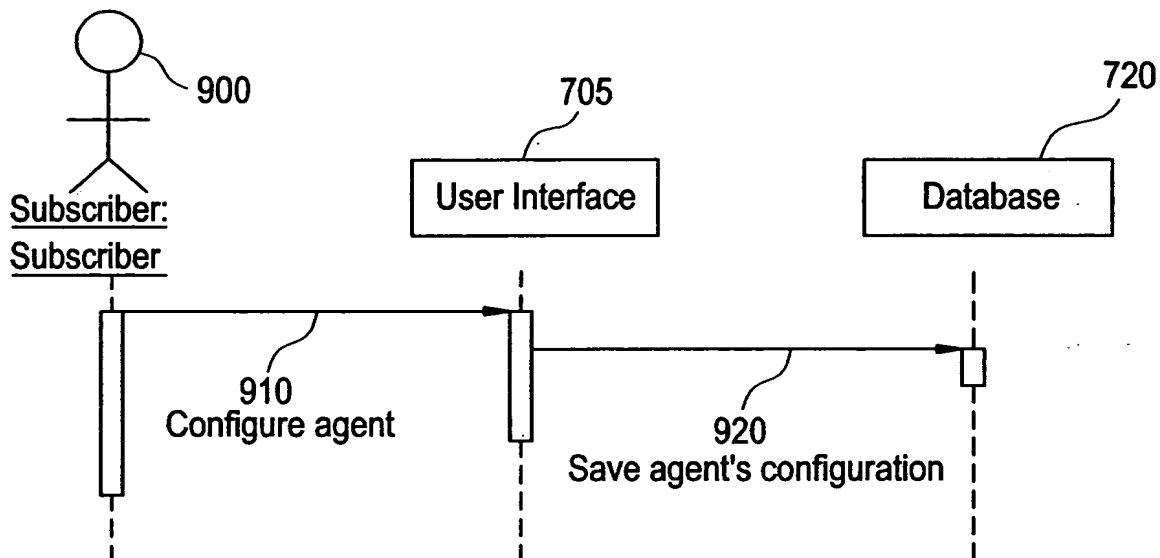 900
705
720
User Interface
Database
Subscriber:
Subscriber
910
Configure agent
920
Save agent's configuration